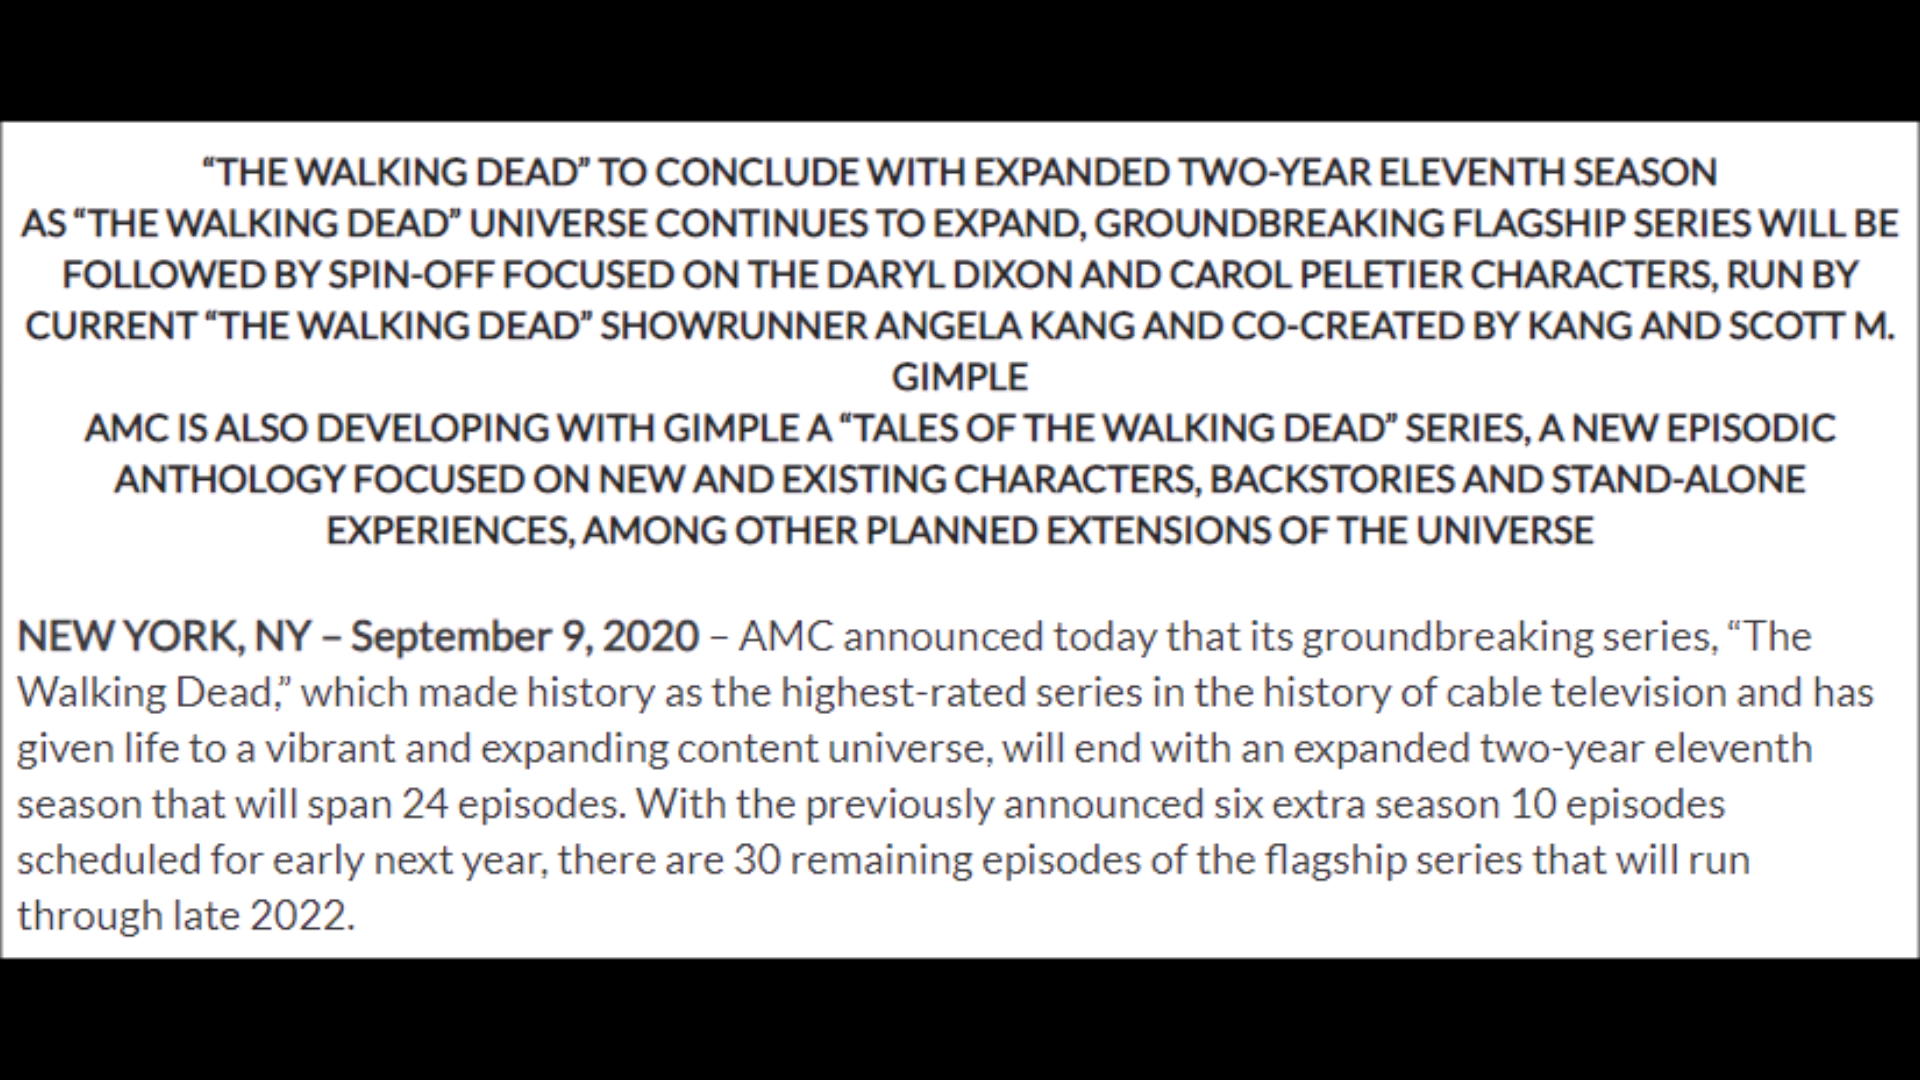 “THE WALKING DEAD” TO CONCLUDE WITH EXPANDED TWO-YEAR ELEVENTH SEASON
AS “THE WALKING DEAD” UNIVERSE CONTINUES TO EXPAND, GROUNDBREAKING FLAGSHIP SERIES WILL BE
FOLLOWED BY SPIN-OFF FOCUSED ON THE DARYL DIXON AND CAROL PELETIER CHARACTERS, RUN BY
CURRENT “THE WALKING DEAD” SHOWRUNNER ANGELA KANG AND CO-CREATED BY KANG AND SCOTT M.
GIMPLE
AMC IS ALSO DEVELOPING WITH GIMPLE A “TALES OF THE WALKING DEAD” SERIES, A NEW EPISODIC
ANTHOLOGY FOCUSED ON NEW AND EXISTING CHARACTERS, BACKSTORIES AND STAND-ALONE
EXPERIENCES, AMONG OTHER PLANNED EXTENSIONS OF THE UNIVERSE
NEW YORK, NY – September 9, 2020 – AMC announced today that its groundbreaking series, “The
Walking Dead,” which made history as the highest-rated series in the history of cable television and has
given life to a vibrant and expanding content universe, will end with an expanded two-year eleventh
season that will span 24 episodes. With the previously announced six extra season 10 episodes
scheduled for early next year, there are 30 remaining episodes of the flagship series that will run
through late 2022.